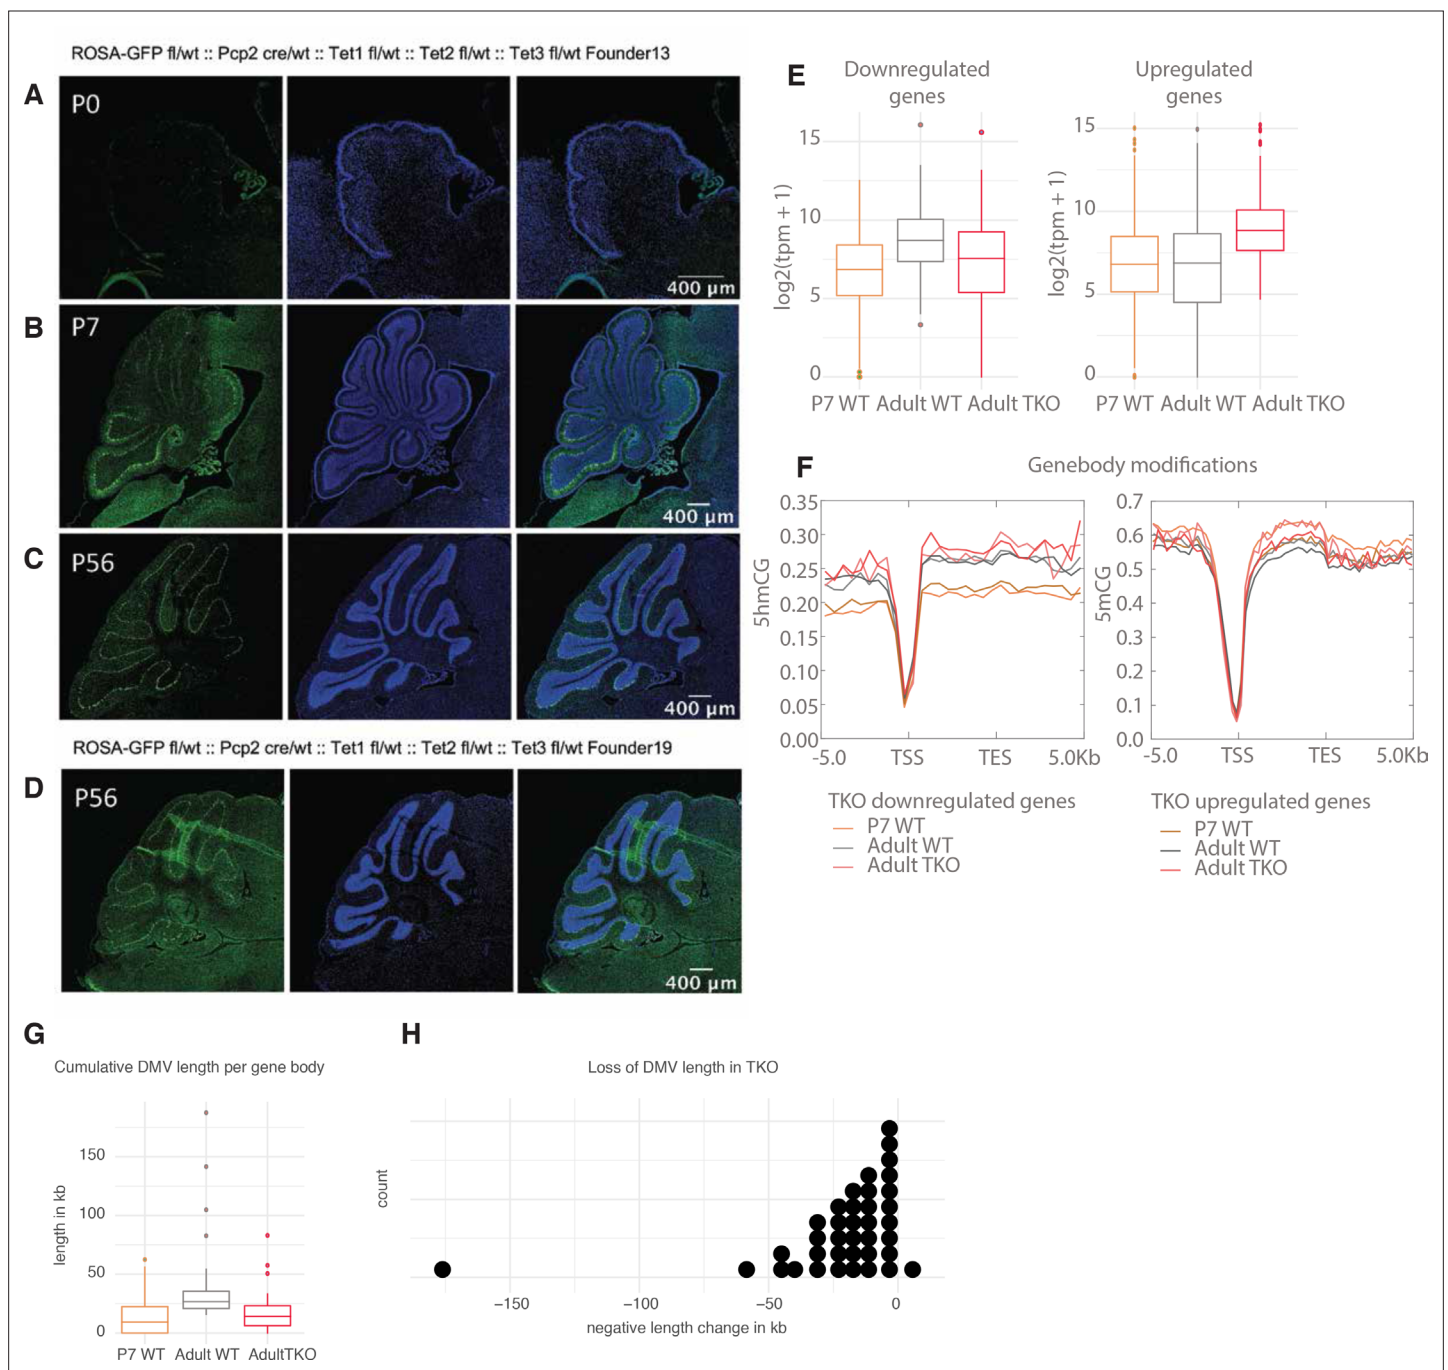 ROSA-GFP fl/wt :: Pcp2 cre/wt :: Tet1 fl/wt :: Tet2 fl/wt :: Tet3 fl/wt Founder13
A
P0
400 µm
B
P7
400 µm
C
P56
400 µm
ROSA-GFP fl/wt :: Pcp2 cre/wt :: Tet1 fl/wt :: Tet2 fl/wt :: Tet3 fl/wt Founder19
D
P56
400 µm
E
Downregulated
genes
log2(tpm + 1)
15
10
5
0
P7 WT Adult WT Adult TKO
Upregulated
genes
log2(tpm + 1)
15
10
5
0
P7 WT Adult WT Adult TKO
F
Genebody modifications
5hmCG
0.35
0.30
0.25
0.20
0.15
0.10
0.05
0.00
-5.0 TSS TES 5.0Kb
5mCG
0.7
0.6
0.5
0.4
0.3
0.2
0.1
0.0
-5.0 TSS TES 5.0Kb
TKO downregulated genes
P7 WT
Adult WT
Adult TKO
TKO upregulated genes
P7 WT
Adult WT
Adult TKO
G
Cumulative DMV length per gene body
length in kb
150
100
50
0
P7 WT Adult WT AdultTKO
H
Loss of DMV length in TKO
count
−150 −100 −50 0
negative length change in kb